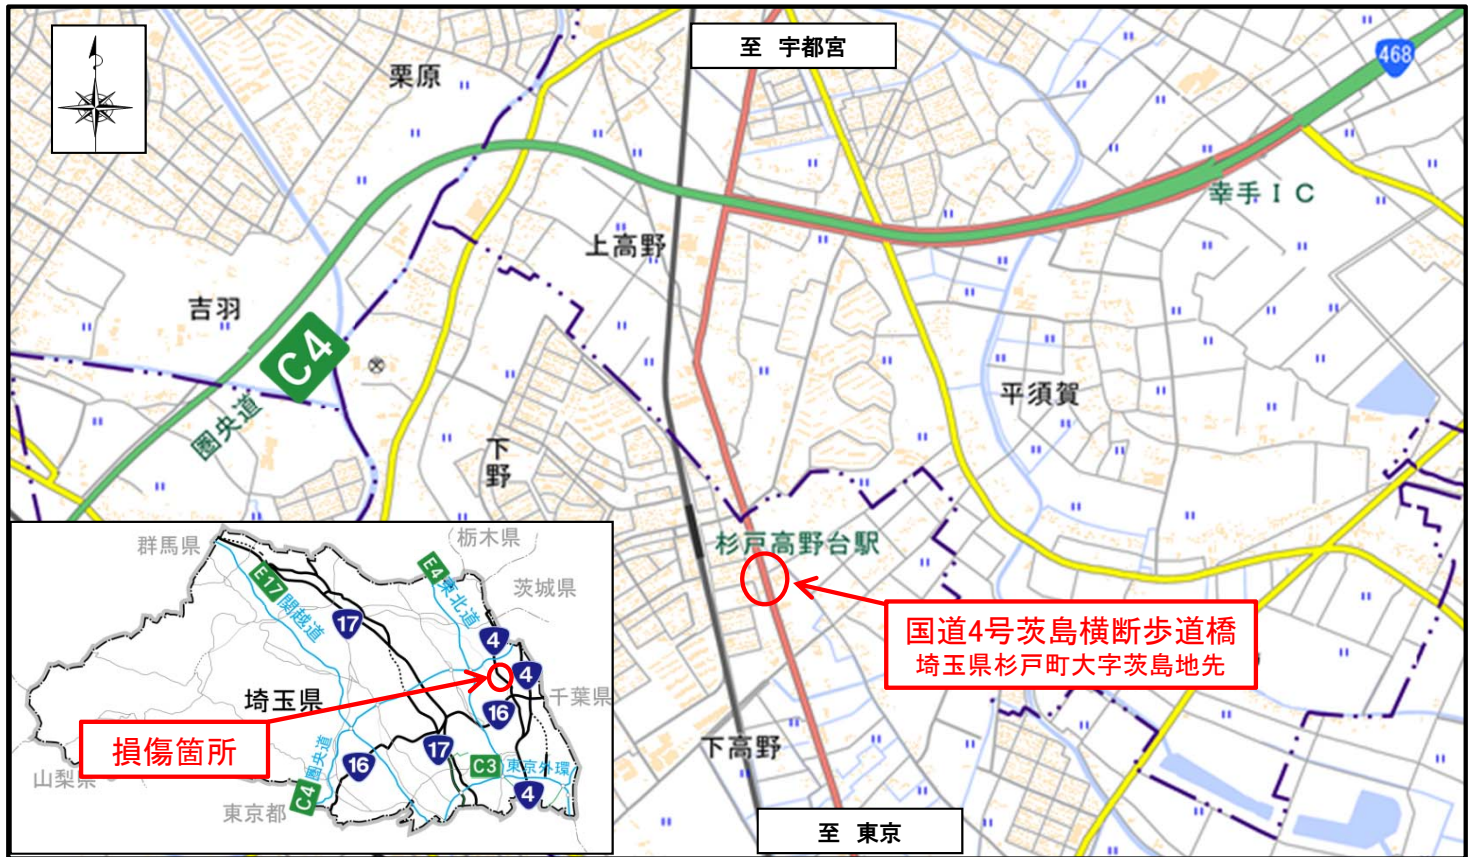 至 宇都宮
468
栗原
幸手IC
上高野
吉羽
C4
圏央道
平須賀
下野
杉戸高野台駅
国道4号茨島横断歩道橋
埼玉県杉戸町大字茨島地先
下高野
至 東京
群馬県
栃木県
茨城県
E17
関越道
E4
東北道
17
4
4
埼玉県
千葉県
16
損傷箇所
17
16
C3
東京外環
山梨県
圏央道
C4
4
東京都